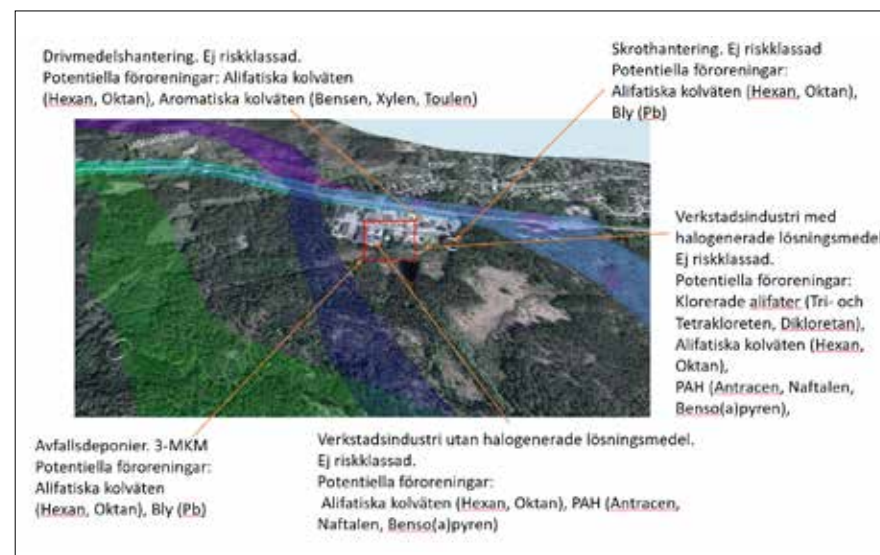 Drivmedelshantering. Ej riskklassad.
Potentiella föroreningar: Alifatiska kolväten
(Hexan, Oktan), Aromatiska kolväten (Bensen, Xylen, Toulen)
Skrothantering. Ej riskklassad
Potentiella föroreningar:
Alifatiska kolväten (Hexan, Oktan),
Bly (Pb)
Verkstadsindustri med
halogenerade lösningsmedel
Ej riskklassad.
Potentiella föroreningar:
Klorerade alifater (Tri- och
Tetrakloreten, Dikloretan),
Alifatiska kolväten (Hexan,
Oktan),
PAH (Antracen, Naftalen,
Benso(a)pyren),
Avfallsdeponier. 3-MKM
Potentiella föroreningar:
Alifatiska kolväten
(Hexan, Oktan), Bly (Pb)
Verkstadsindustri utan halogenerade lösningsmedel.
Ej riskklassad.
Potentiella föroreningar:
Alifatiska kolväten (Hexan, Oktan), PAH (Antracen,
Naftalen, Benso(a)pyren)